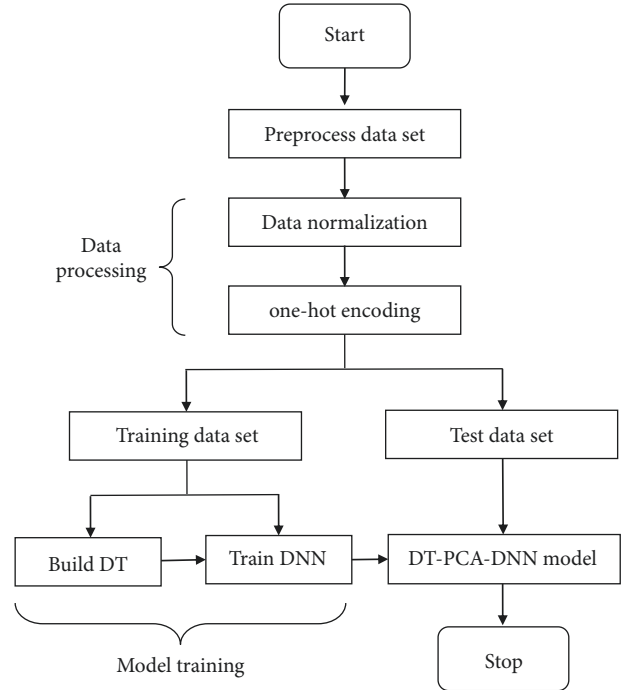 Start
Preprocess data set
Data normalization
Data
processing
one-hot encoding
Training data set
Test data set
Build DT
Train DNN
DT-PCA-DNN model
Model training
Stop